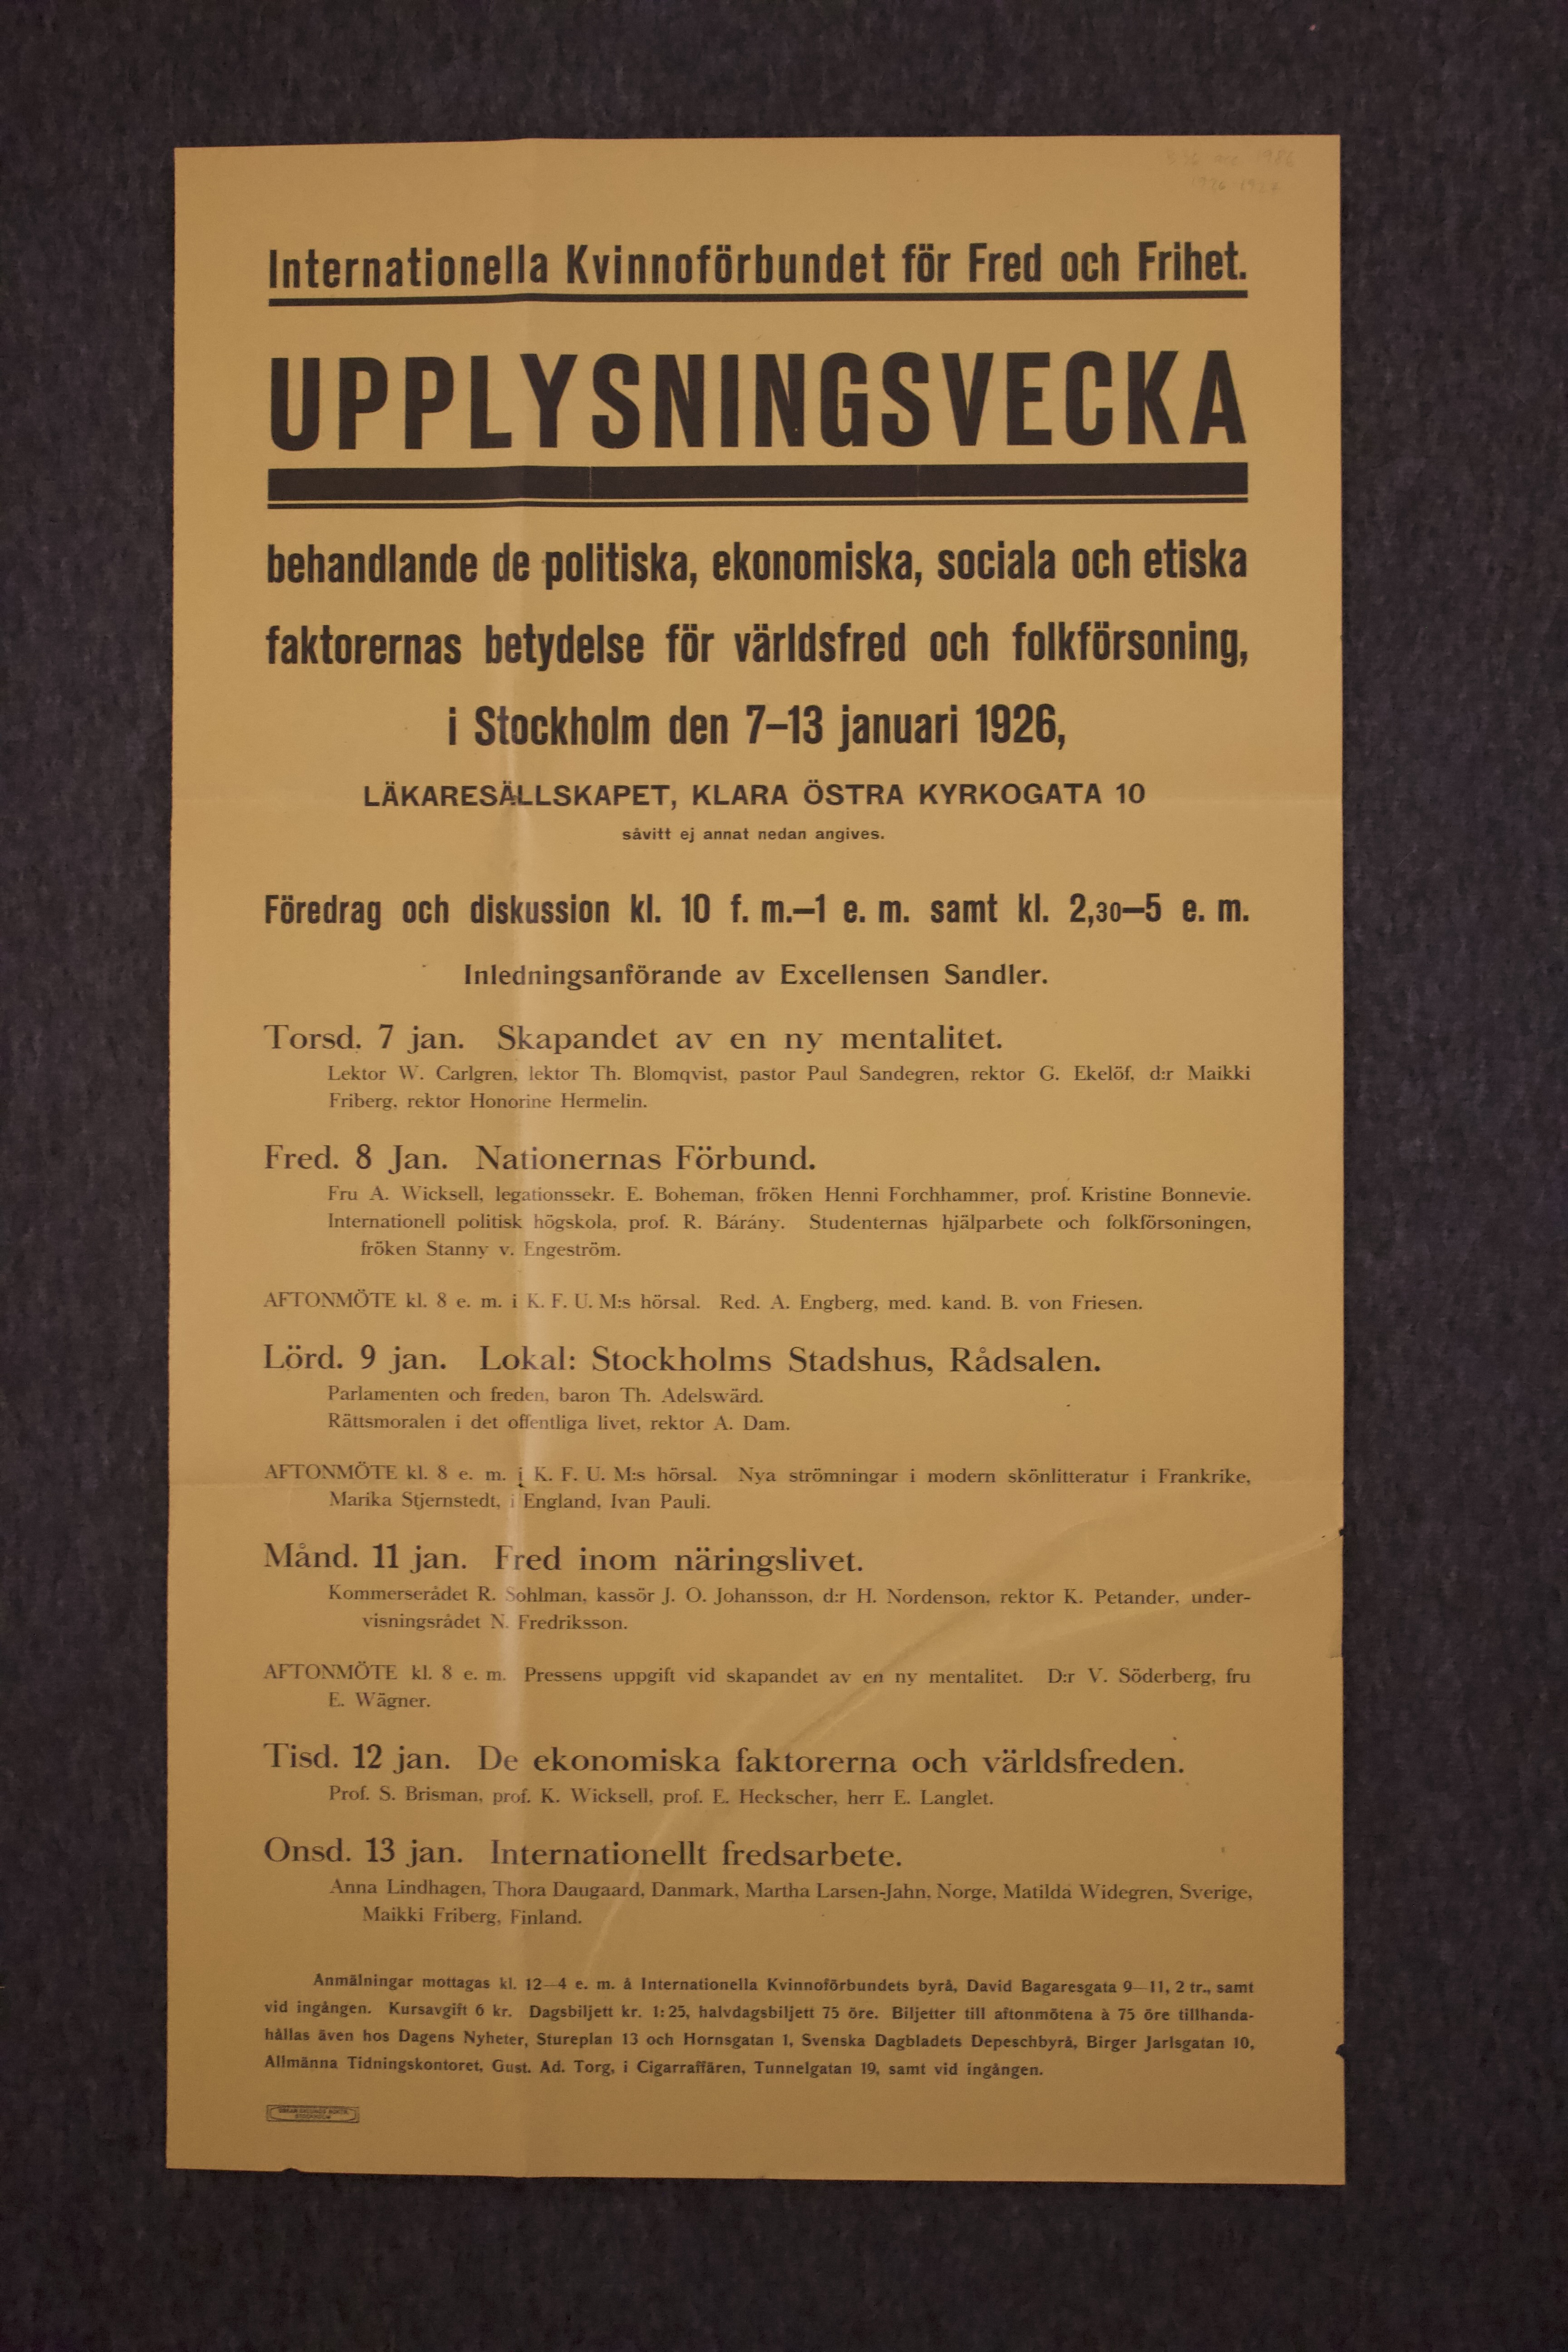 Internationella Kvinnoförbundet för Fred och Frihet.
UPPLYSNINGSVECKA
behandlande de politiska, ekonomiska, sociala och etiska
faktorernas betydelse för världsfred och folkförsoning,
i Stockholm den 7–13 januari 1926,
LÄKARESÄLLSKAPET, KLARA ÖSTRA KYRKOGATA 10
såvitt ej annat nedan angives.
Föredrag och diskussion kl. 10 f. m.–1 e. m. samt kl. 2,30–5 e. m.
Inledningsanförande av Excellensen Sandler.
Torsd. 7 jan. Skapandet av en ny mentalitet.
Lektor W. Carlgren, lektor Th. Blomqvist, pastor Paul Sandegren, rektor G. Ekelöf, d:r Maikki
Friberg, rektor Honorine Hermelin.
Fred. 8 Jan. Nationernas Förbund.
Fru A. Wicksell, legationssekr. E. Boheman, fröken Henni Forchhammer, prof. Kristine Bonnevie.
Internationell politisk högskola, prof. R. Bárány. Studenternas hjälparbete och folkförsoningen,
fröken Stanny v. Engeström.
AFTONMÖTE kl. 8 e. m. i K. F. U. M:s hörsal. Red. A. Engberg, med. kand. B. von Friesen.
Lörd. 9 jan. Lokal: Stockholms Stadshus, Rådsalen.
Parlamenten och freden, baron Th. Adelswärd.
Rättsmoralen i det offentliga livet, rektor A. Dam.
AFTONMÖTE kl. 8 e. m. i K. F. U. M:s hörsal. Nya strömningar i modern skönlitteratur i Frankrike,
Marika Stjernstedt, i England, Ivan Pauli.
Månd. 11 jan. Fred inom näringslivet.
Kommerserådet R. Sohlman, kassör J. O. Johansson, d:r H. Nordenson, rektor K. Petander, under-
visningsrådet N. Fredriksson.
AFTONMÖTE kl. 8 e. m. Pressens uppgift vid skapandet av en ny mentalitet. D:r V. Söderberg, fru
E. Wägner.
Tisd. 12 jan. De ekonomiska faktorerna och världsfreden.
Prof. S. Brisman, prof. K. Wicksell, prof. E. Heckscher, herr E. Langlet.
Onsd. 13 jan. Internationellt fredsarbete.
Anna Lindhagen, Thora Daugaard, Danmark, Martha Larsen-Jahn, Norge, Matilda Widegren, Sverige,
Maikki Friberg, Finland.
Anmälningar mottagas kl. 12—4 e. m. å Internationella Kvinnoförbundets byrå, David Bagaresgata 9—11, 2 tr., samt
vid ingången. Kursavgift 6 kr. Dagsbiljett kr. 1:25, halvdagsbiljett 75 öre. Biljetter till aftonmötena à 75 öre tillhanda-
hållas även hos Dagens Nyheter, Stureplan 13 och Hornsgatan 1, Svenska Dagbladets Depeschbyrå, Birger Jarlsgatan 10,
Allmänna Tidningskontoret, Gust. Ad. Torg, i Cigarraffären, Tunnelgatan 19, samt vid ingången.